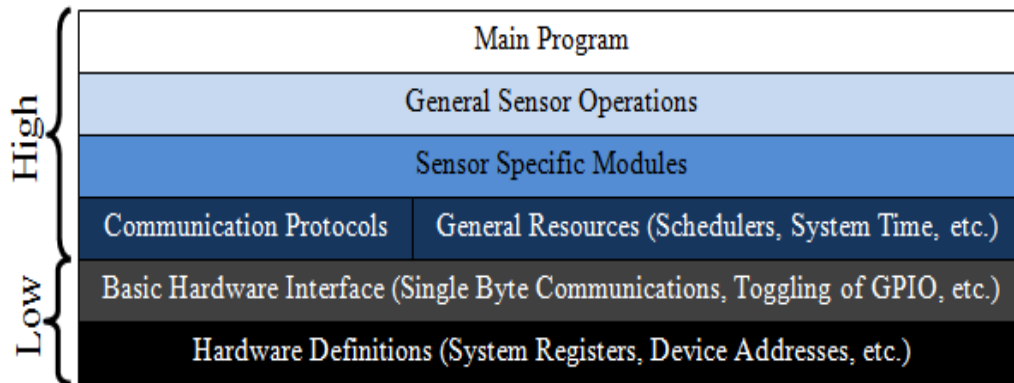 High
Main Program
General Sensor Operations
Sensor Specific Modules
Communication Protocols
General Resources (Schedulers, System Time, etc.)
Low
Basic Hardware Interface (Single Byte Communications, Toggling of GPIO, etc.)
Hardware Definitions (System Registers, Device Addresses, etc.)